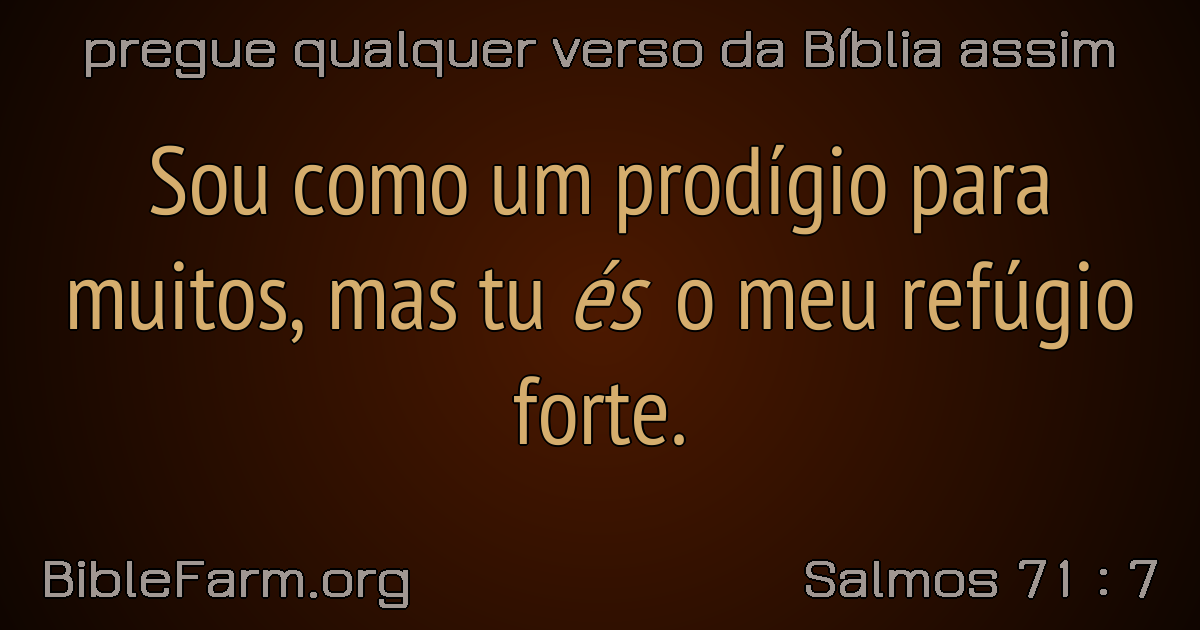 pregue qualquer verso da Bíblia assim
Sou como um prodígio para
muitos, mas tu és o meu refúgio
forte.
BibleFarm.org
Salmos 71 : 7